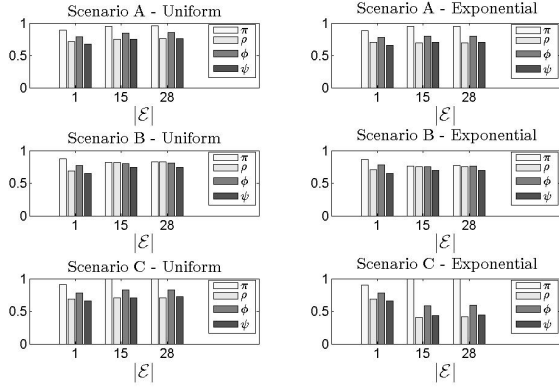 Scenario A - Uniform
1
0.5
0
1 15 28
|ℰ|
π
ρ
φ
ψ
Scenario A - Exponential
1
0.5
0
1 15 28
|ℰ|
π
ρ
φ
ψ
Scenario B - Uniform
1
0.5
0
1 15 28
|ℰ|
π
ρ
φ
ψ
Scenario B - Exponential
1
0.5
0
1 15 28
|ℰ|
π
ρ
φ
ψ
Scenario C - Uniform
1
0.5
0
1 15 28
|ℰ|
π
ρ
φ
ψ
Scenario C - Exponential
1
0.5
0
1 15 28
|ℰ|
π
ρ
φ
ψ